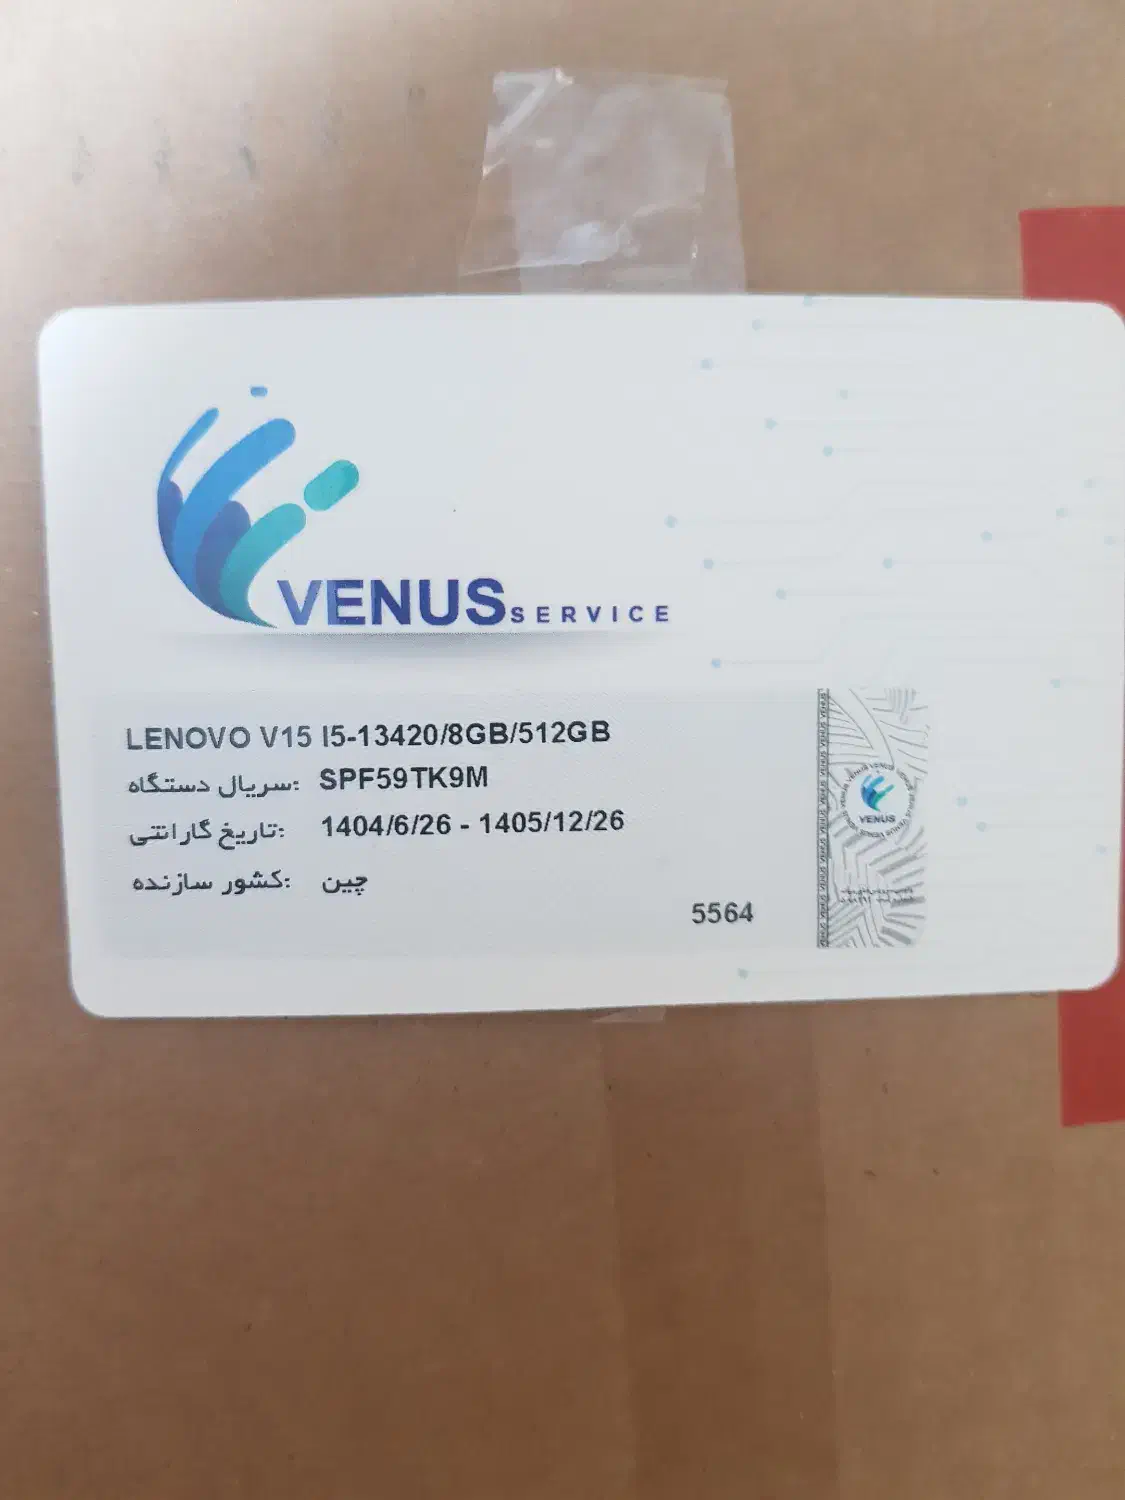 VENUS SERVICE
LENOVO V15 I5-13420/8GB/512GB
سریال دستگاه: SPF59TK9M
تاریخ گارانتی: 1404/6/26 - 1405/12/26
کشور سازنده: چین
5564
VENUS